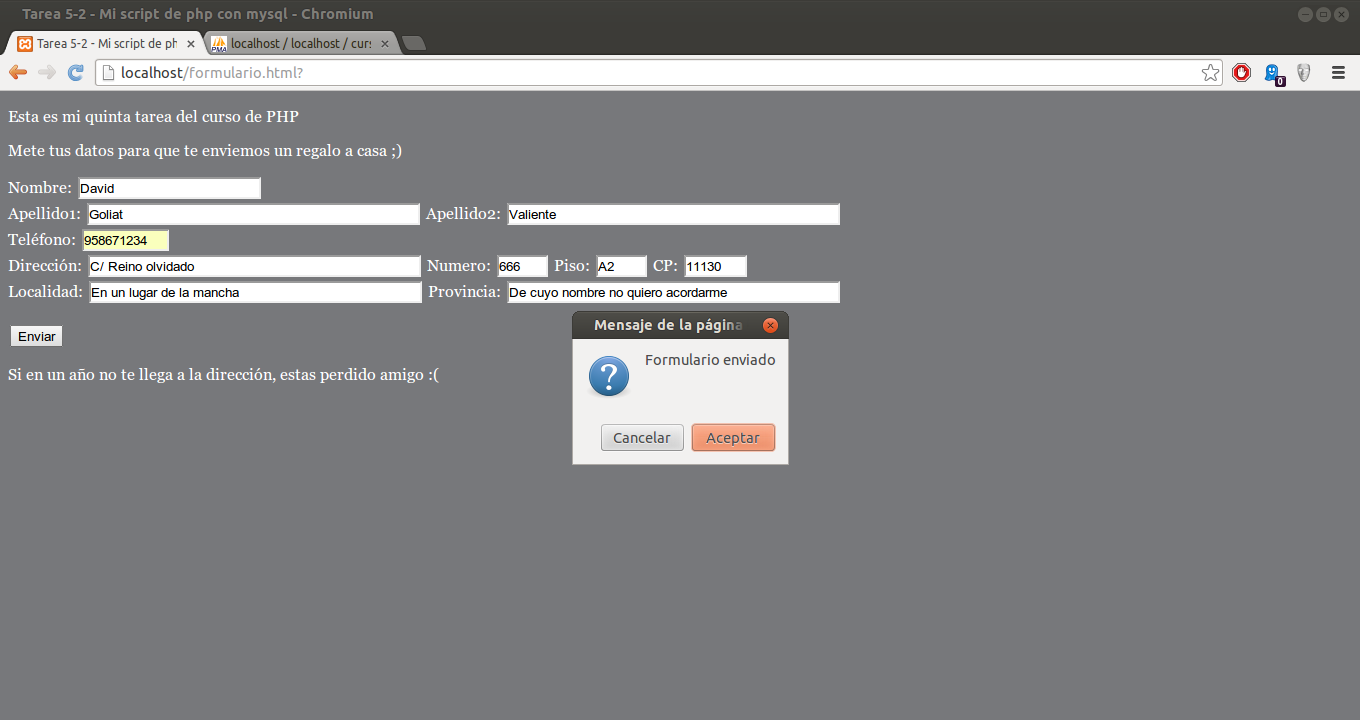 Tarea 5-2 - Mi script de php con mysql - Chromium
Tarea 5-2 - Mi script de ph localhost / localhost / curs
localhost/formulario.html?
0
Esta es mi quinta tarea del curso de PHP
Mete tus datos para que te enviemos un regalo a casa ;)
Nombre: David
Apellido1: Goliat Apellido2: Valiente
Teléfono: 958671234
Dirección: C/ Reino olvidado Numero: 666 Piso: A2 CP: 11130
Localidad: En un lugar de la mancha Provincia: De cuyo nombre no quiero acordarme
Enviar
Si en un año no te llega a la dirección, estas perdido amigo :(
Mensaje de la página
Formulario enviado
Cancelar Aceptar